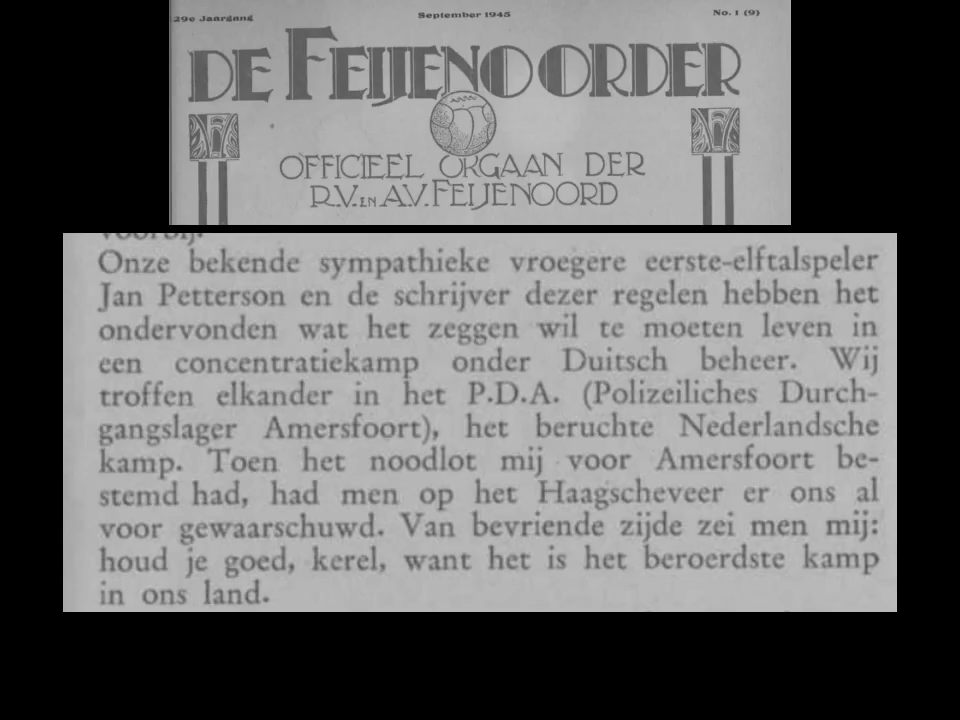 29e Jaargang September 1945 No. 1 (9)
DE FEIJENOORDER
OFFICIEEL ORGAAN DER
R.V. EN A.V. FEIJENOORD
voorbij.
Onze bekende sympathieke vroegere eerste-elftalspeler
Jan Petterson en de schrijver dezer regelen hebben het
ondervonden wat het zeggen wil te moeten leven in
een concentratiekamp onder Duitsch beheer. Wij
troffen elkander in het P.D.A. (Polizeiliches Durch-
gangslager Amersfoort), het beruchte Nederlandsche
kamp. Toen het noodlot mij voor Amersfoort be-
stemd had, had men op het Haagscheveer er ons al
voor gewaarschuwd. Van bevriende zijde zei men mij:
houd je goed, kerel, want het is het beroerdste kamp
in ons land.